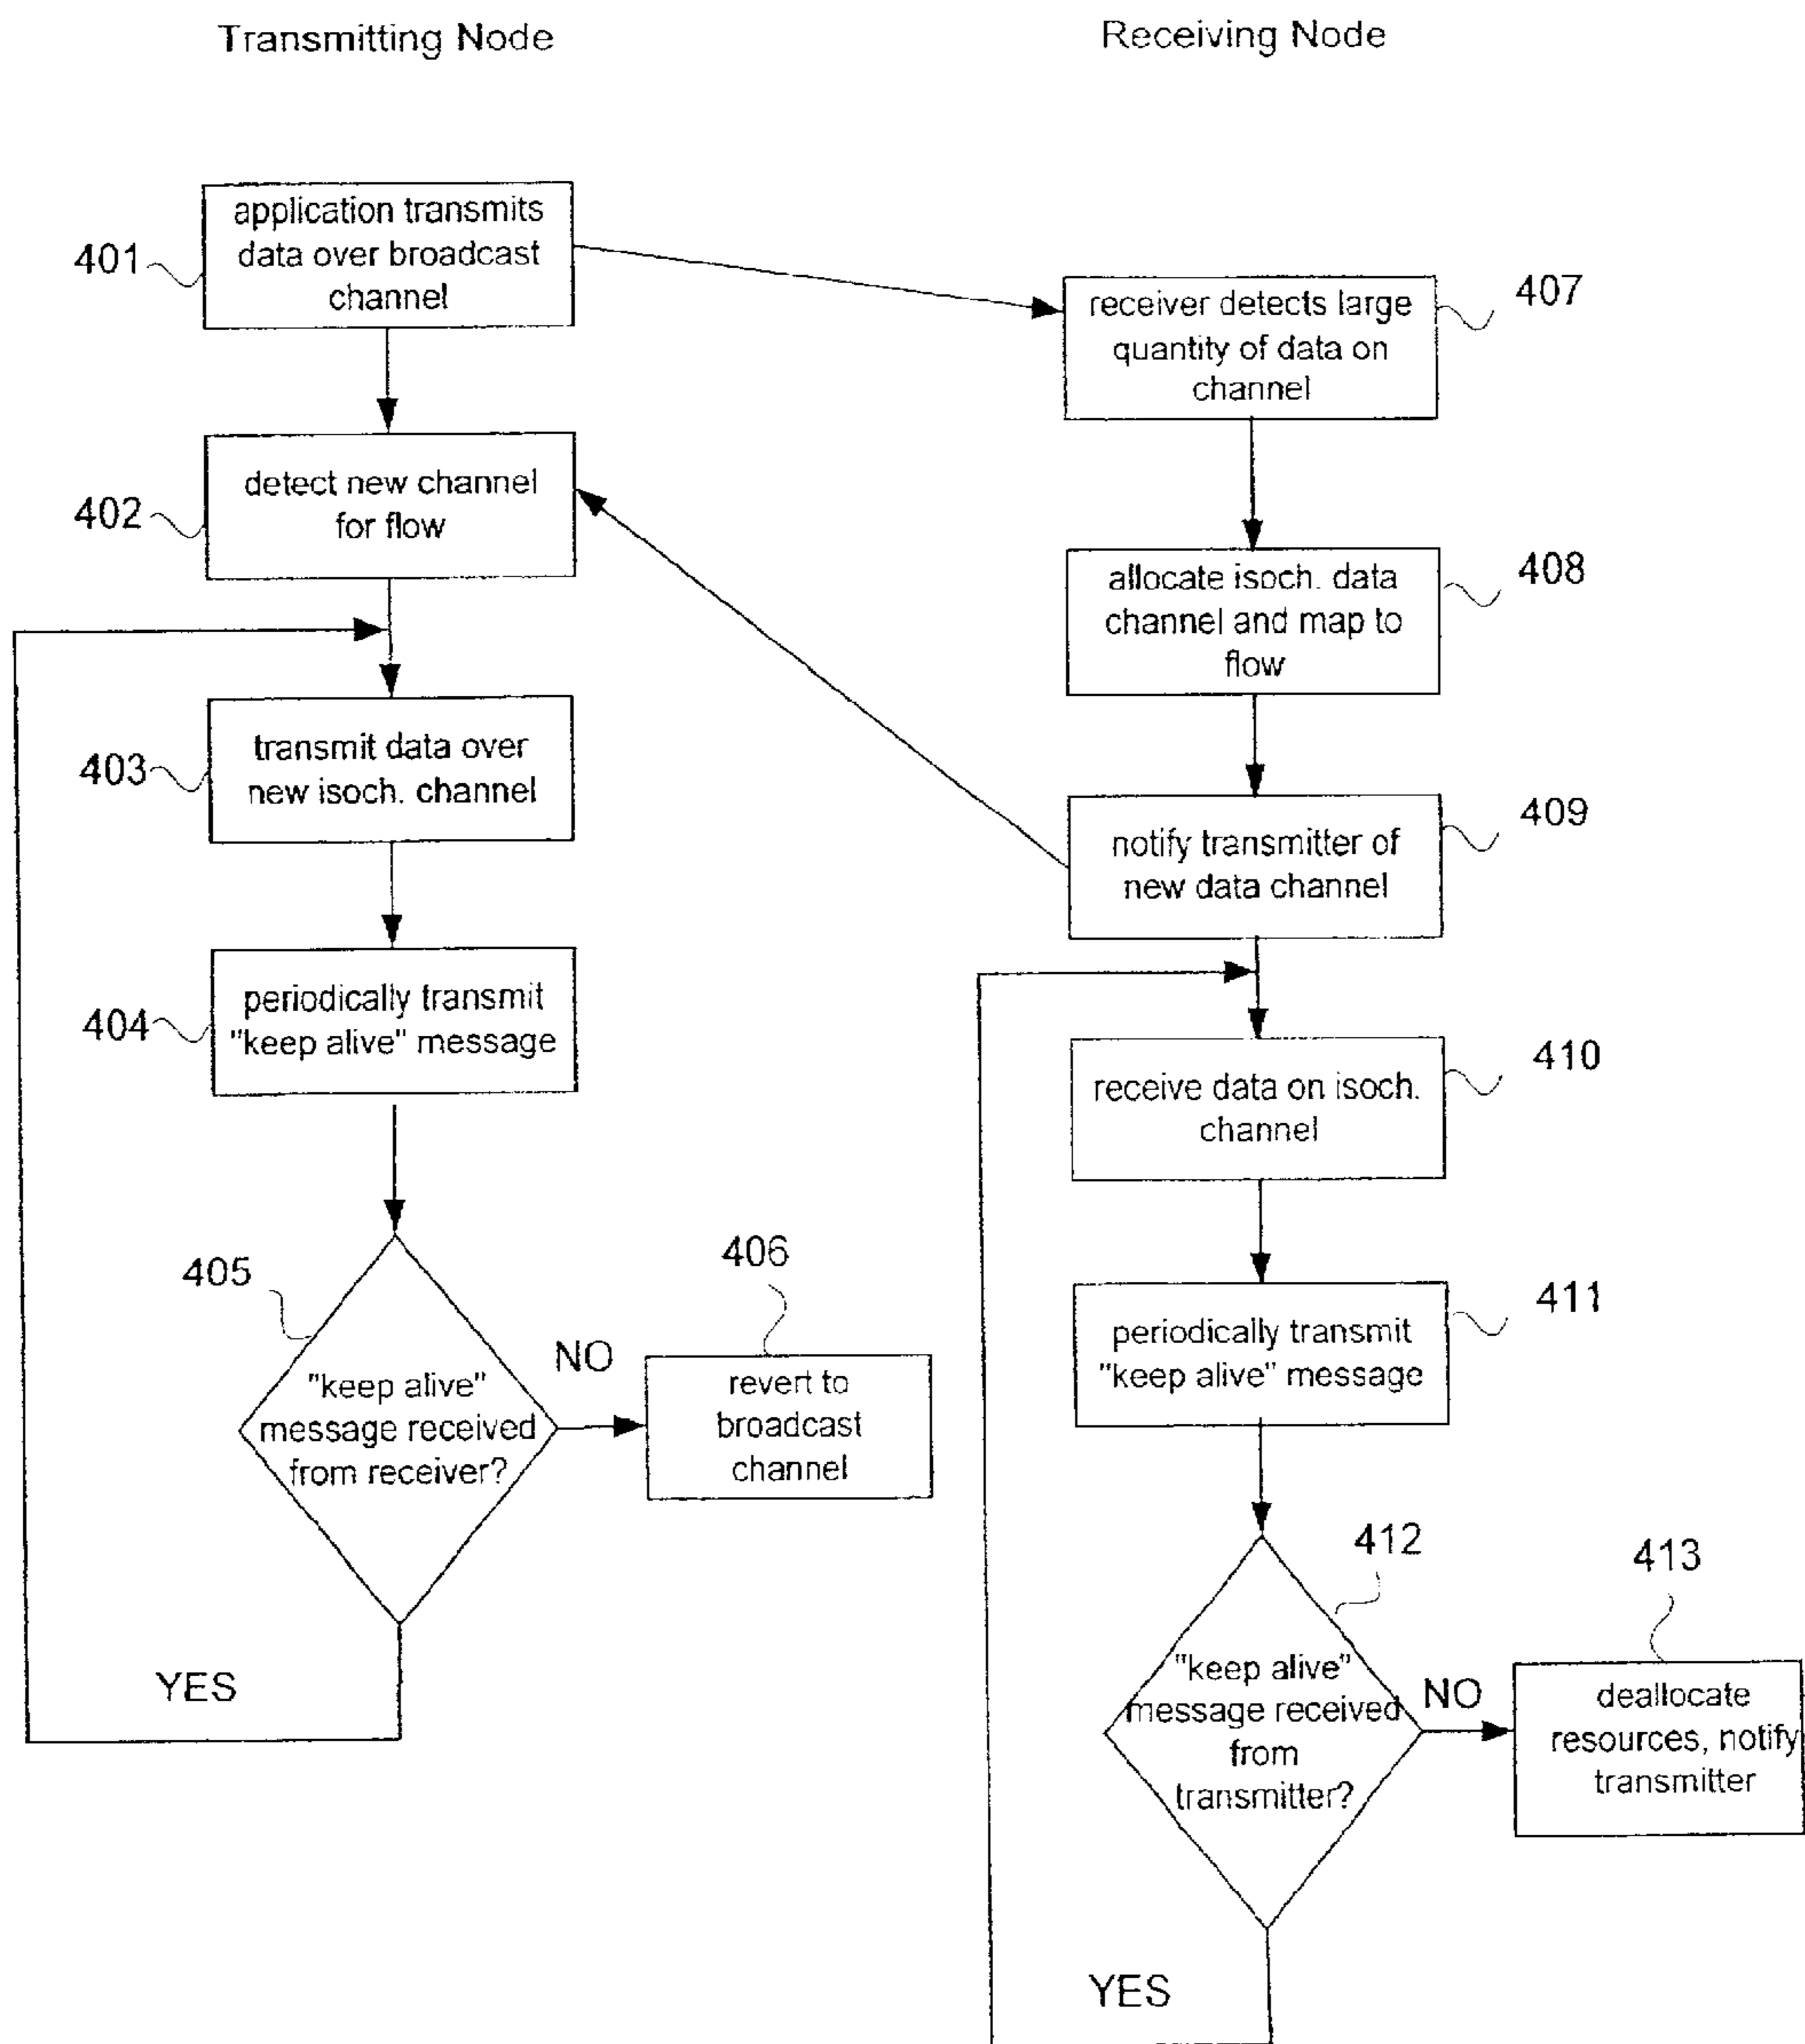 Transmitting Node
Receiving Node
401
application transmits
data over broadcast
channel
402
detect new channel
for flow
403
transmit data over
new isoch. channel
404
periodically transmit
"keep alive" message
405
"keep alive"
message received
from receiver?
NO
406
revert to
broadcast
channel
YES
407
receiver detects large
quantity of data on
channel
408
allocate isoch. data
channel and map to
flow
409
notify transmitter of
new data channel
410
receive data on isoch.
channel
411
periodically transmit
"keep alive" message
412
"keep alive"
message received
from
transmitter?
NO
413
deallocate
resources, notify
transmitter
YES